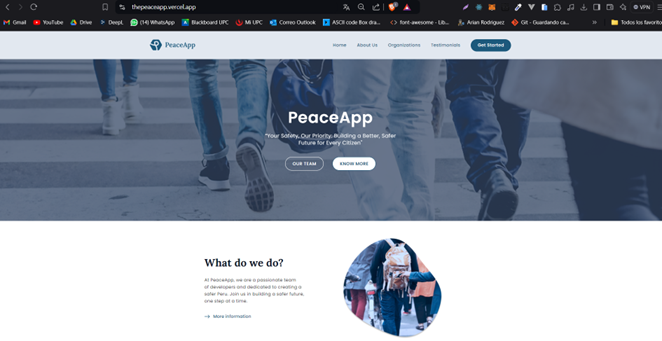 thepeaceapp.vercel.app
VPN
Gmail
YouTube
Drive
DeepL
(14) WhatsApp
Blackboard UPC
Mi UPC
Correo Outlook
ASCII code Box dra...
font-awesome - Lib...
Arian Rodriguez
Git - Guardando ca...
»
Todos los favoritos
PeaceApp
Home
About Us
Organizations
Testimonials
Get Started
PeaceApp
"Your Safety, Our Priority: Building a Better, Safer
Future for Every Citizen"
OUR TEAM
KNOW MORE
What do we do?
At PeaceApp, we are a passionate team
of developers and dedicated to creating a
safer Peru. Join us in building a safer future,
one step at a time.
More information